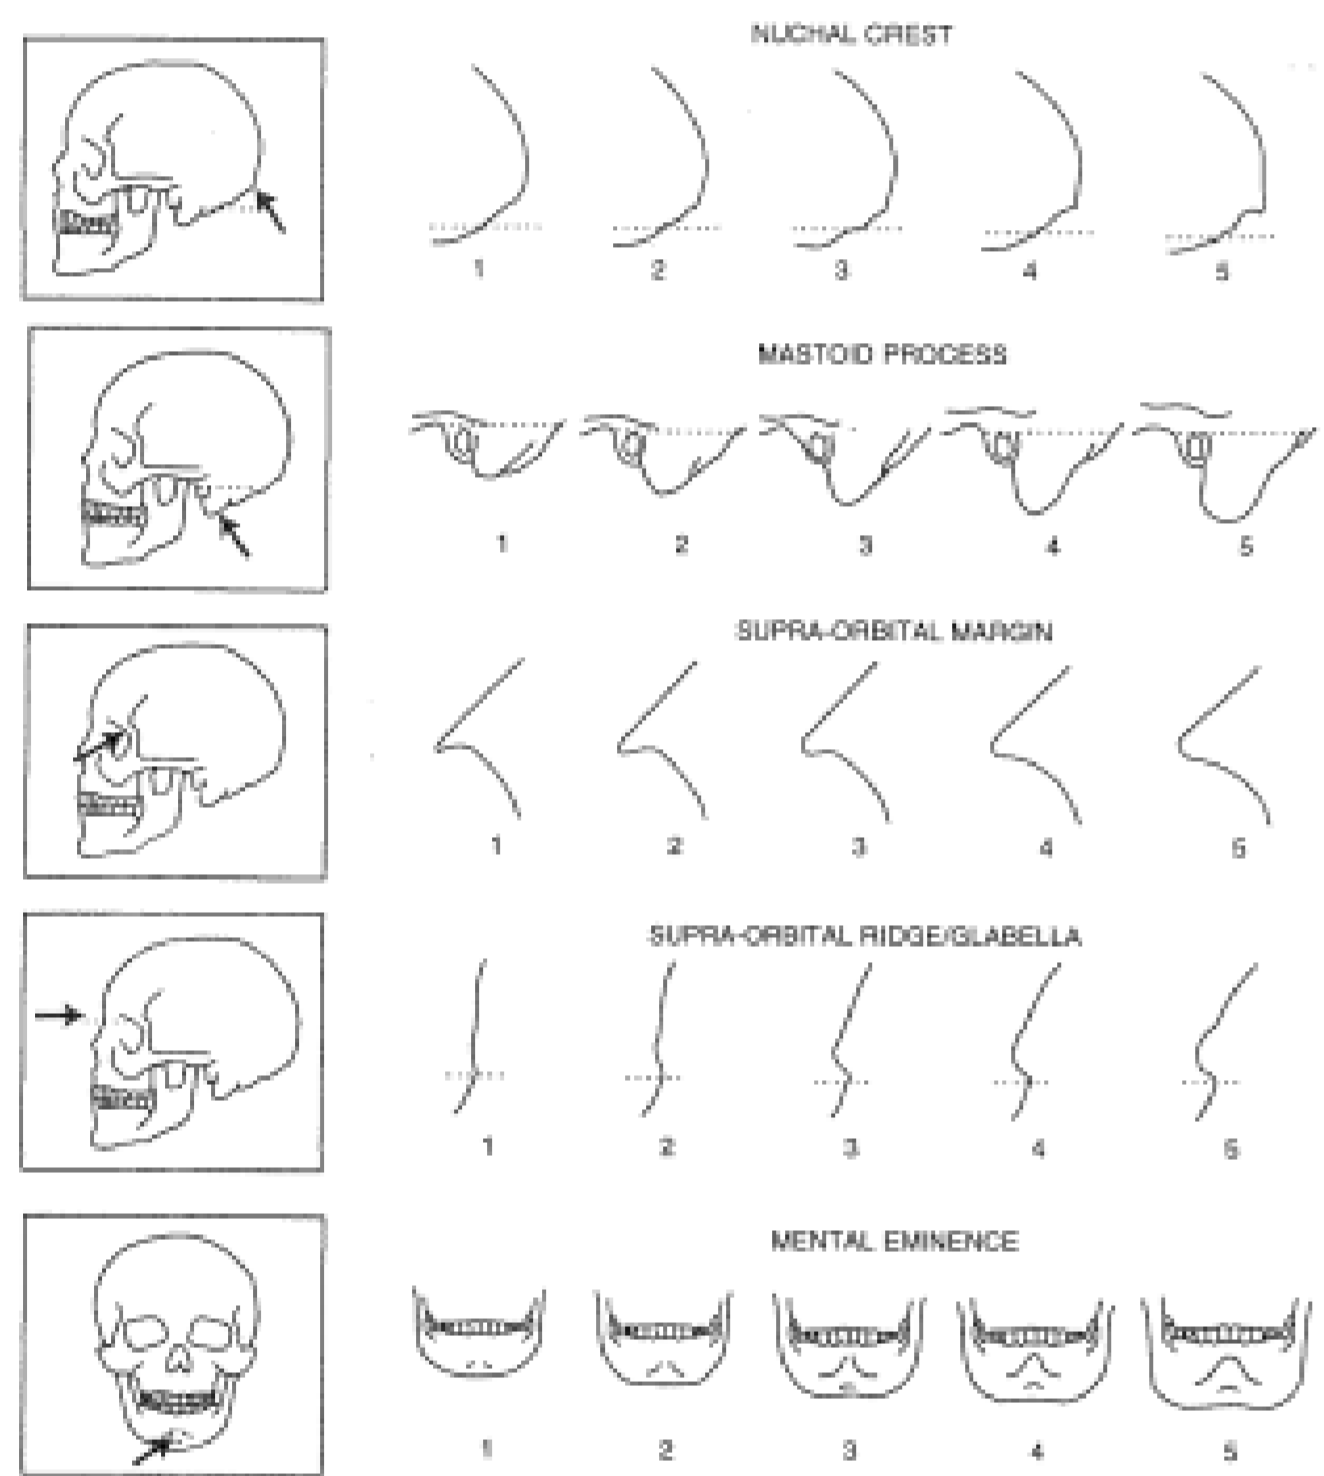 NUCHAL CREST
1 2 3 4 5
MASTOID PROCESS
1 2 3 4 5
SUPRA-ORBITAL MARGIN
1 2 3 4 5
SUPRA-ORBITAL RIDGE/GLABELLA
1 2 3 4 5
MENTAL EMINENCE
1 2 3 4 5